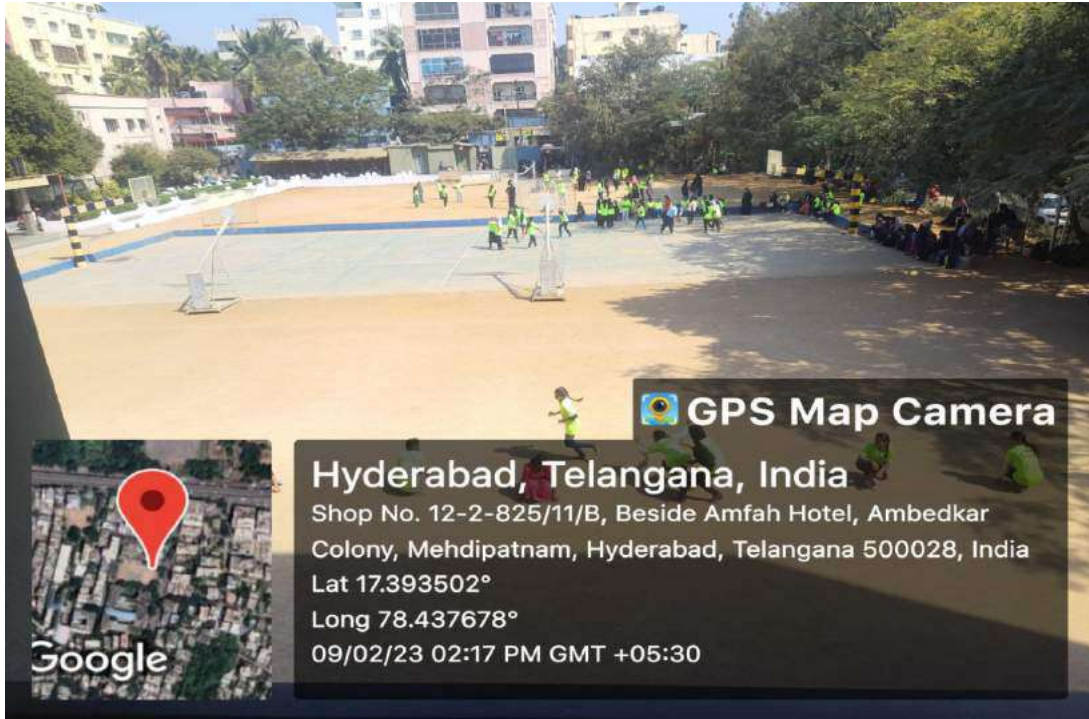 GPS Map Camera
Hyderabad, Telangana, India
Shop No. 12-2-825/11/B, Beside Amfah Hotel, Ambedkar
Colony, Mehdipatnam, Hyderabad, Telangana 500028, India
Lat 17.393502°
Long 78.437678°
09/02/23 02:17 PM GMT +05:30
Google